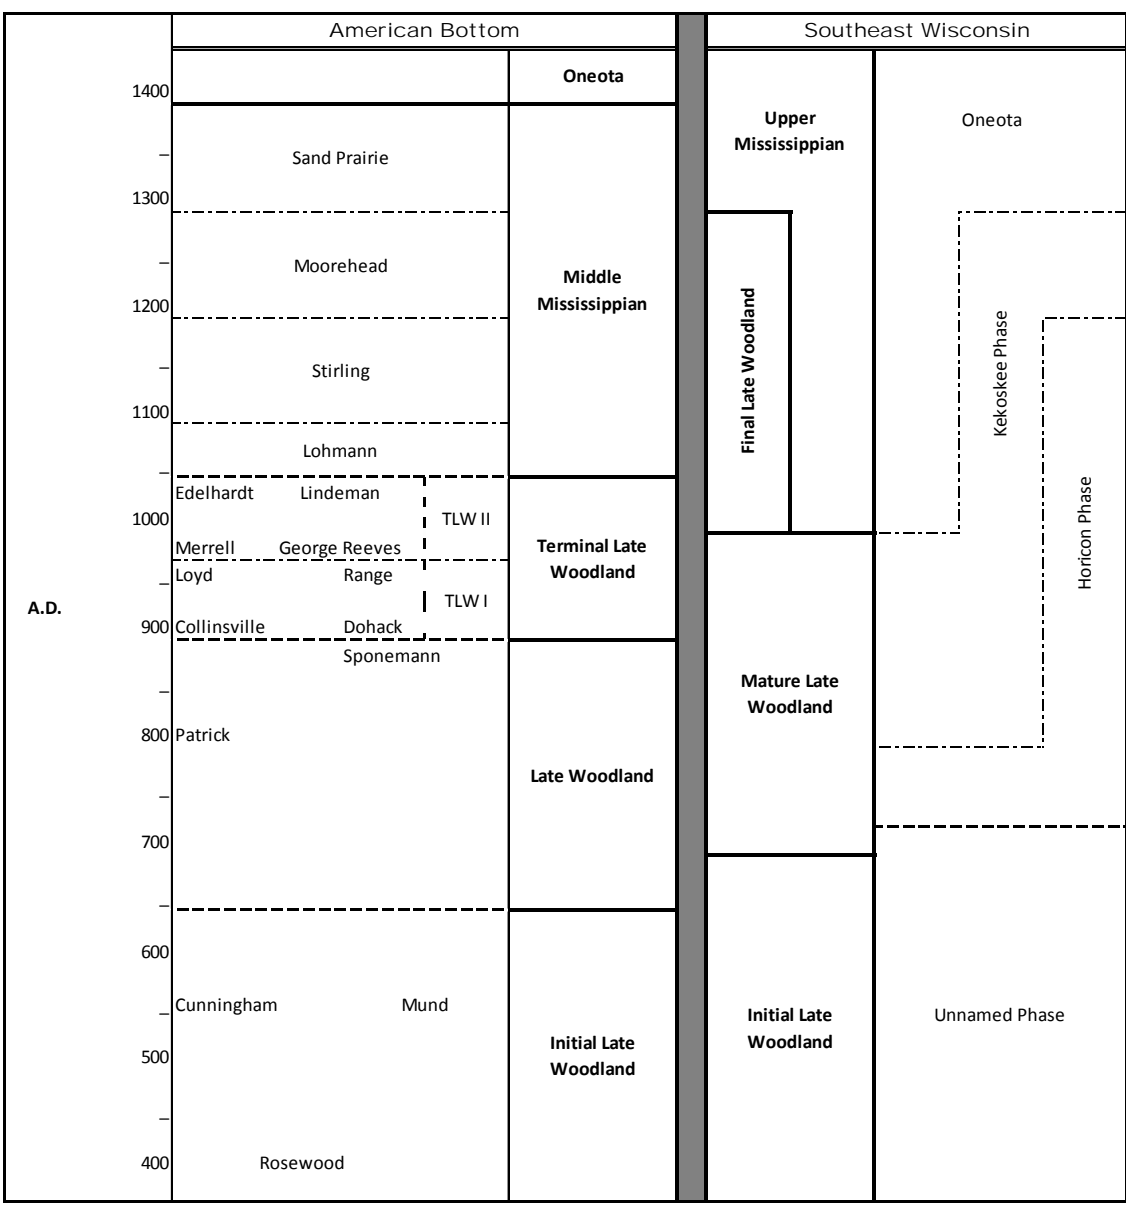 American Bottom
Southeast Wisconsin
Oneota
1400
Upper
Mississippian
Oneota
Sand Prairie
1300
Moorehead
Middle
Mississippian
1200
Final Late Woodland
Kekoskee Phase
Stirling
1100
Lohmann
Edelhardt Lindeman
1000
TLW II
Merrell George Reeves
Terminal Late
Woodland
Horicon Phase
Loyd Range
TLW I
A.D.
900
Collinsville Dohack
Sponemann
Mature Late
Woodland
800
Patrick
Late Woodland
700
600
Cunningham Mund
Initial Late
Woodland
Initial Late
Woodland
Unnamed Phase
500
400
Rosewood